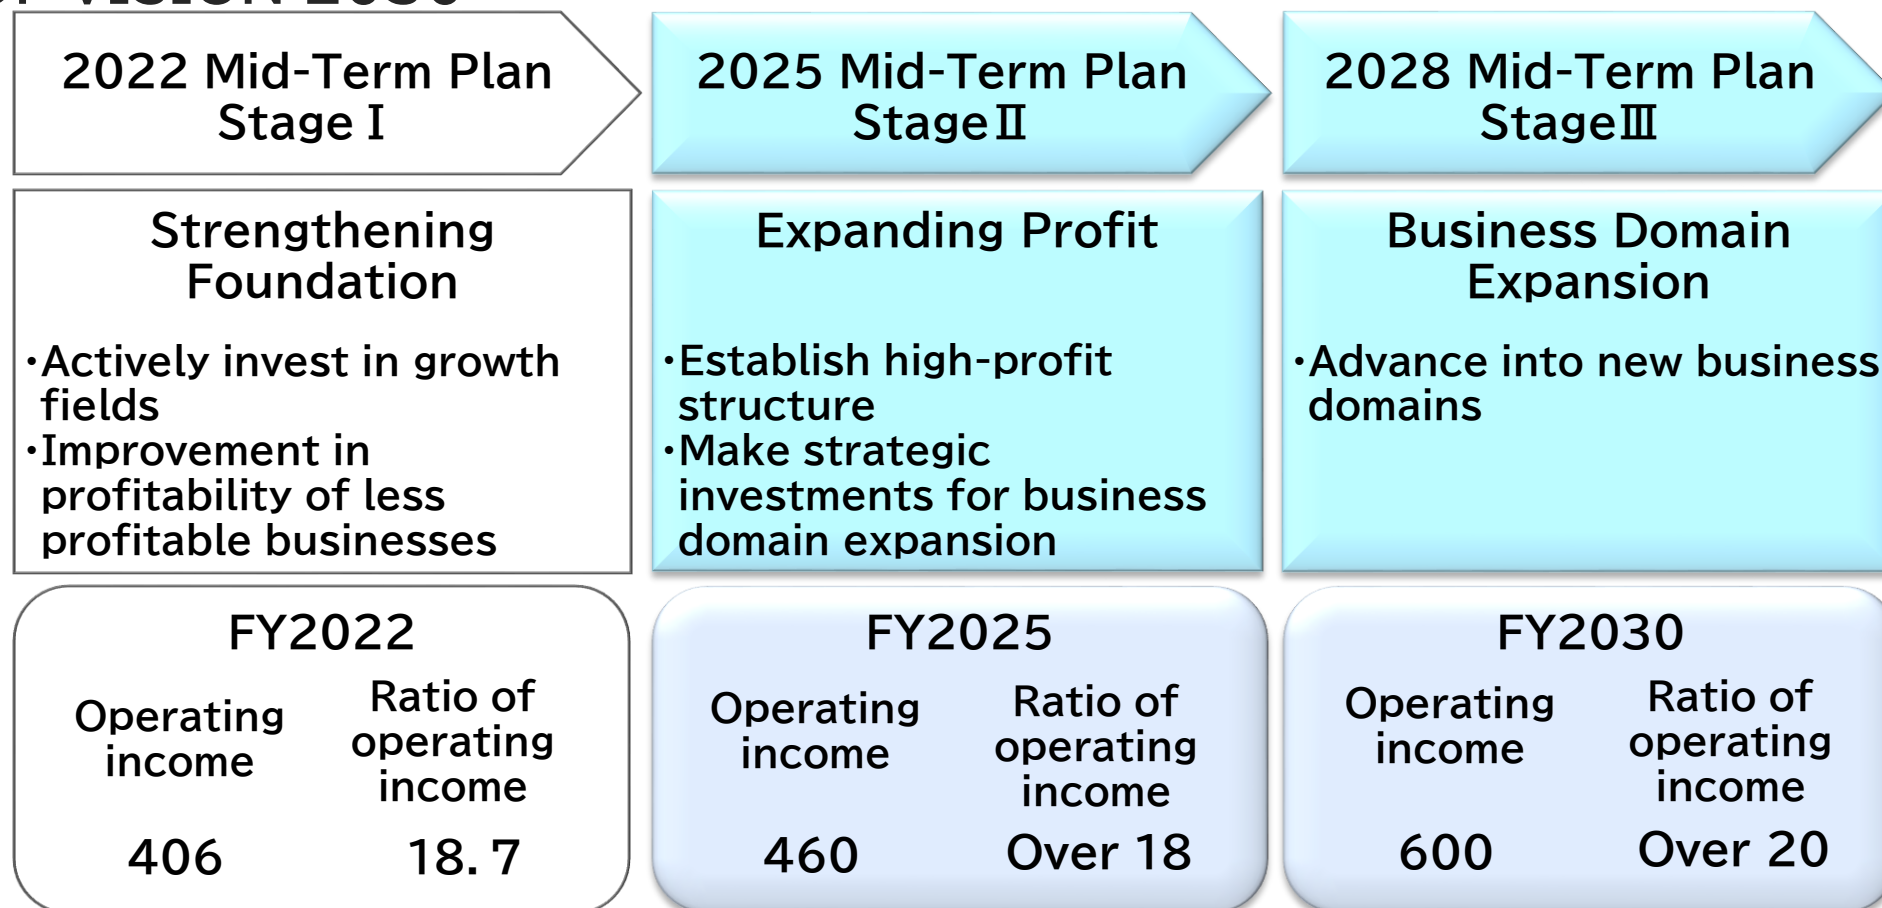 VISION 2030
2022 Mid-Term Plan
Stage Ⅰ
2025 Mid-Term Plan
StageⅡ
2028 Mid-Term Plan
StageⅢ
Strengthening
Foundation
・Actively invest in growth
fields
・Improvement in
profitability of less
profitable businesses
Expanding Profit
・Establish high-profit
structure
・Make strategic
investments for business
domain expansion
Business Domain
Expansion
・Advance into new business
domains
FY2022
Operating
income
Ratio of
operating
income
406
18. 7
FY2025
Operating
income
Ratio of
operating
income
460
Over 18
FY2030
Operating
income
Ratio of
operating
income
600
Over 20